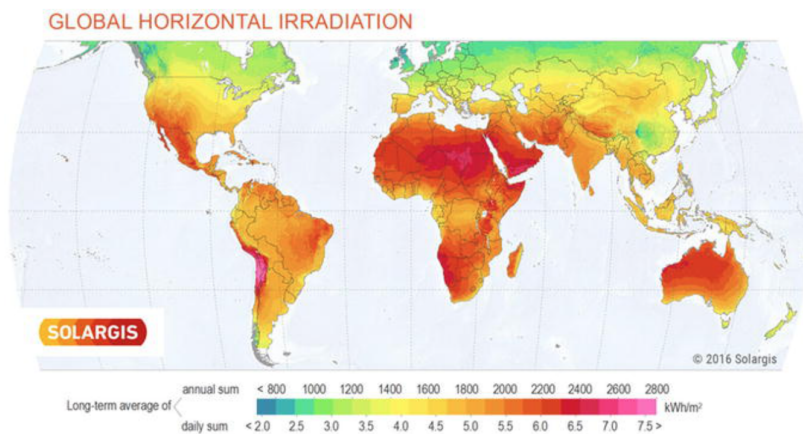 GLOBAL HORIZONTAL IRRADIATION
SOLARGIS
© 2016 Solargis
annual sum < 800 1000 1200 1400 1600 1800 2000 2200 2400 2600 2800
Long-term average of kWh/m²
daily sum < 2.0 2.5 3.0 3.5 4.0 4.5 5.0 5.5 6.0 6.5 7.0 7.5 >